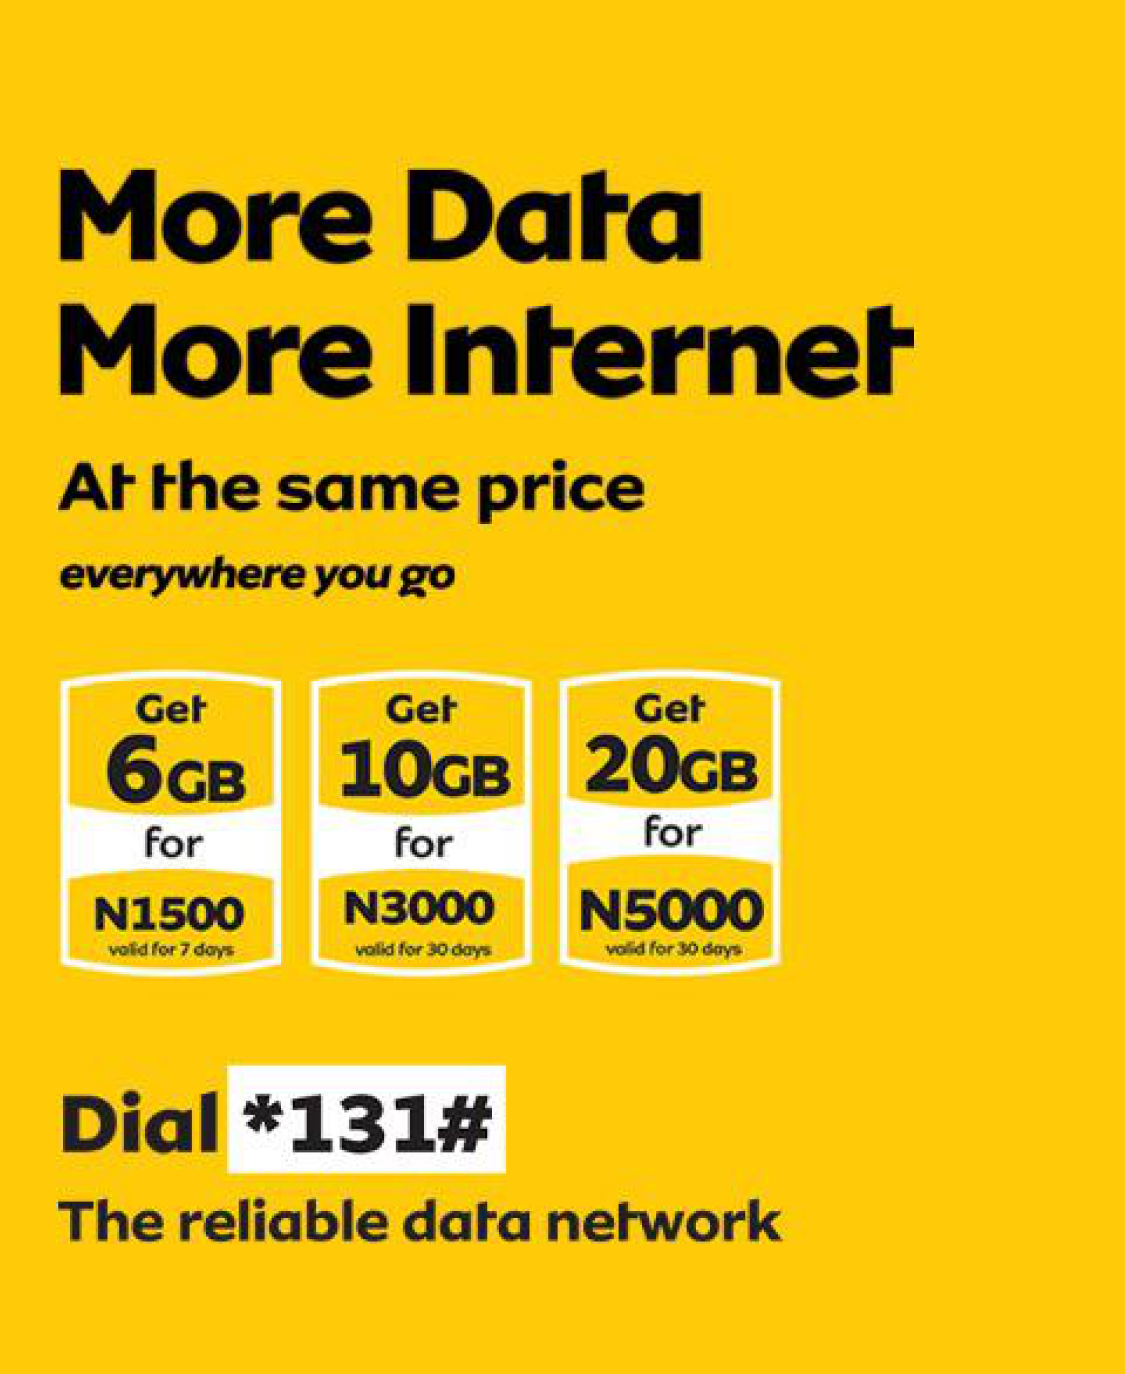 More Data
More Internet
At the same price
everywhere you go
Get
6GB
for
N1500
valid for 7 days
Get
10GB
for
N3000
valid for 30 days
Get
20GB
for
N5000
valid for 30 days
Dial *131#
The reliable data network